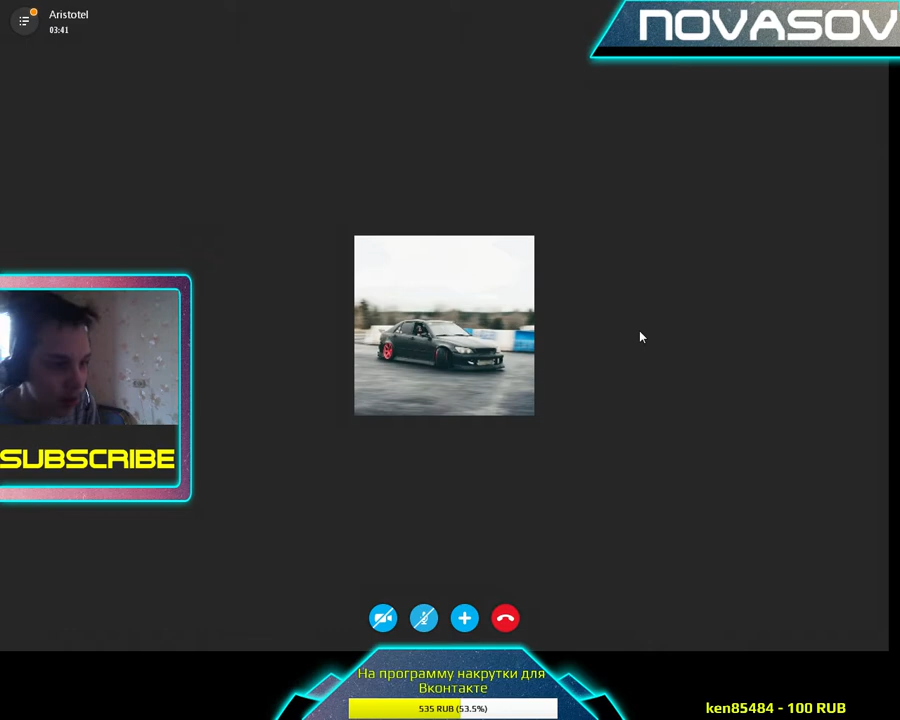 Aristotel
03:41
NOVASOV
SUBSCRIBE
На программу накрутки для
Вконтакте
535 RUB (53.5%)
ken85484 - 100 RUB